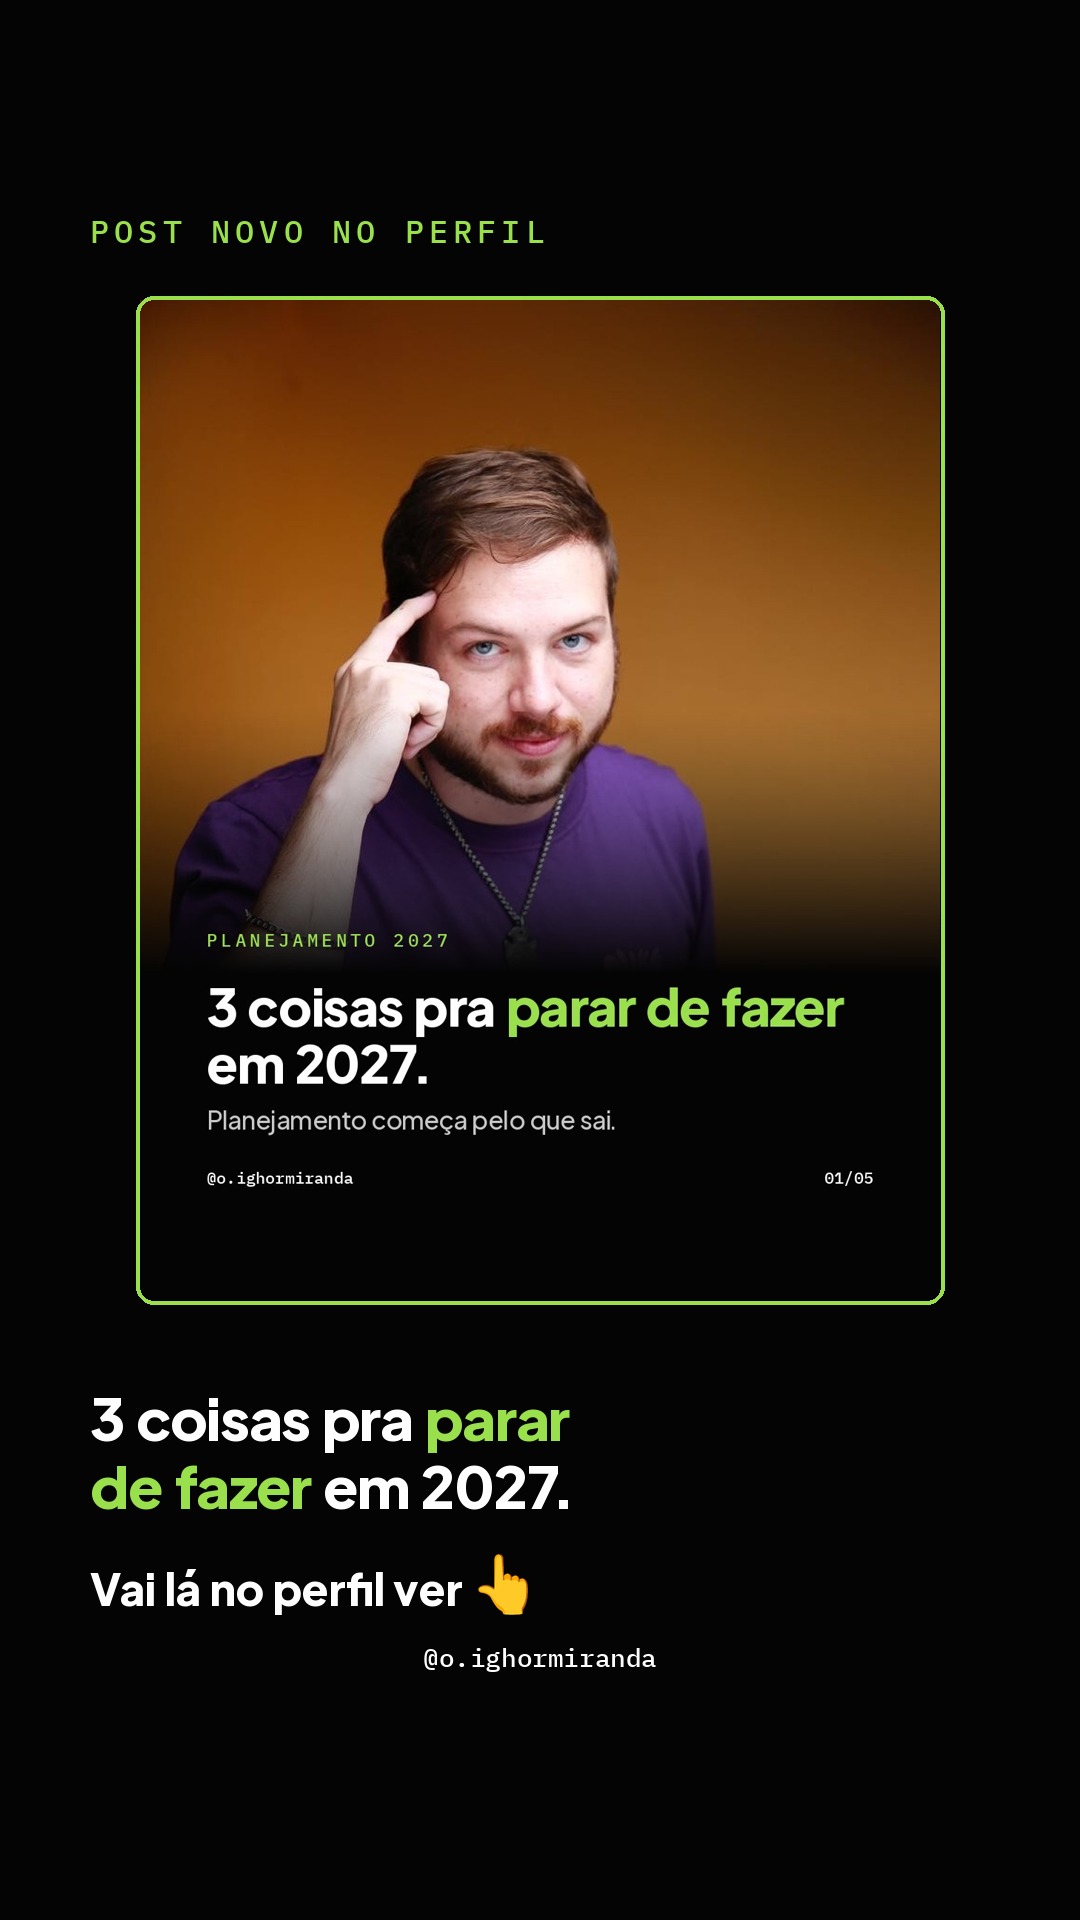 POST NOVO NO PERFIL
PLANEJAMENTO 2027
3 coisas pra parar de fazer
em 2027.
Planejamento começa pelo que sai.
@o.ighormiranda
01/05
3 coisas pra parar
de fazer em 2027.
Vai lá no perfil ver 👆
@o.ighormiranda